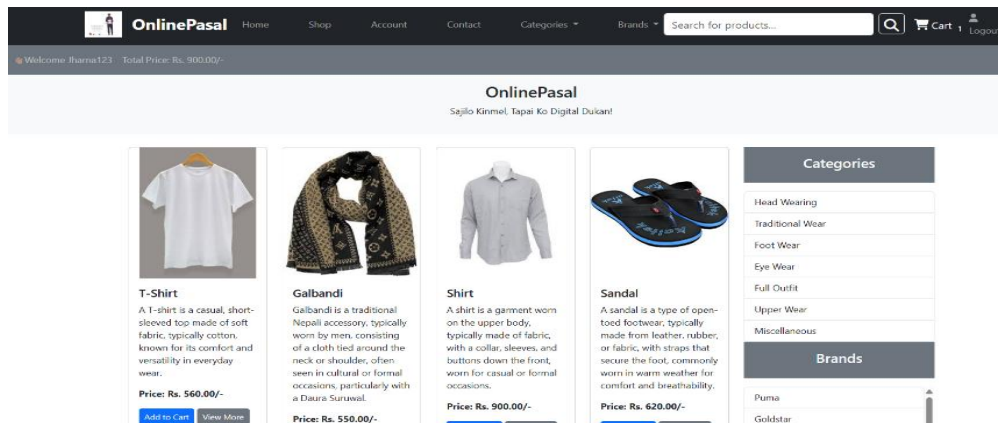 OnlinePasal Home Shop Account Contact Categories Brands Search for products... Cart 1 Logou
Welcome Jharna123 Total Price: Rs. 900.00/-
OnlinePasal
Sajilo Kinmel, Tapai Ko Digital Dukan!
T-Shirt
A T-shirt is a casual, short-
sleeved top made of soft
fabric, typically cotton,
known for its comfort and
versatility in everyday
wear.
Price: Rs. 560.00/-
Add to Cart View More
Galbandi
Galbandi is a traditional
Nepali accessory, typically
worn by men, consisting
of a cloth tied around the
neck or shoulder, often
seen in cultural or formal
occasions, particularly with
a Daura Suruwal.
Price: Rs. 550.00/-
Shirt
A shirt is a garment worn
on the upper body,
typically made of fabric,
with a collar, sleeves, and
buttons down the front,
worn for casual or formal
occasions.
Price: Rs. 900.00/-
Sandal
A sandal is a type of open-
toed footwear, typically
made from leather, rubber,
or fabric, with straps that
secure the foot, commonly
worn in warm weather for
comfort and breathability.
Price: Rs. 620.00/-
Categories
Head Wearing
Traditional Wear
Foot Wear
Eye Wear
Full Outfit
Upper Wear
Miscellaneous
Brands
Puma
Goldstar